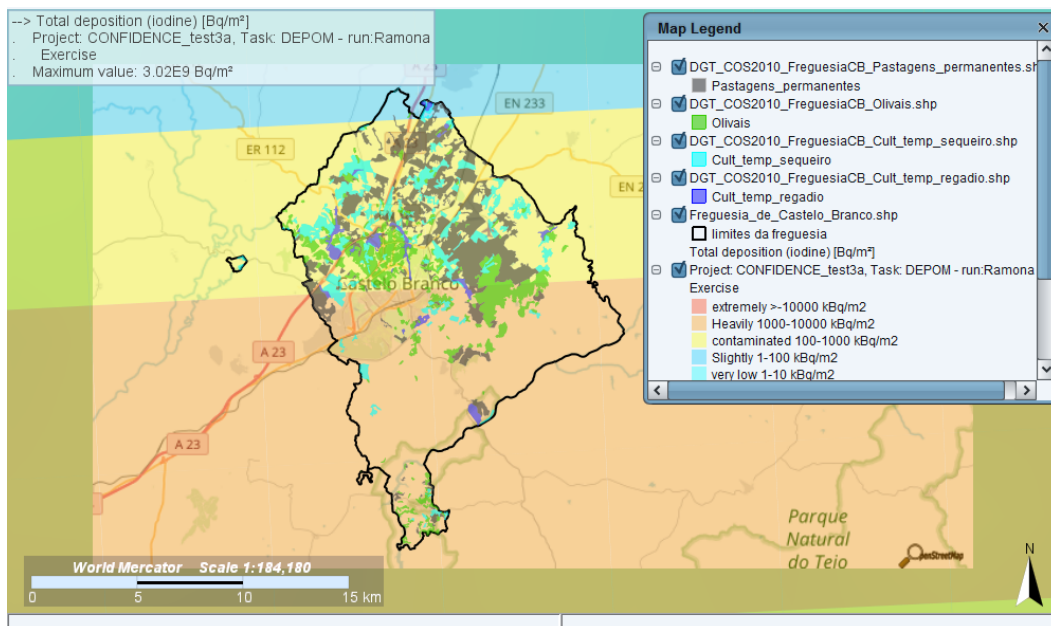 --> Total deposition (iodine) [Bq/m²]
. Project: CONFIDENCE_test3a, Task: DEPOM - run:Ramona
. Exercise
. Maximum value: 3.02E9 Bq/m²
Map Legend
DGT_COS2010_FreguesiaCB_Pastagens_permanentes.sh
Pastagens_permanentes
DGT_COS2010_FreguesiaCB_Olivais.shp
Olivais
DGT_COS2010_FreguesiaCB_Cult_temp_sequeiro.shp
Cult_temp_sequeiro
DGT_COS2010_FreguesiaCB_Cult_temp_regadio.shp
Cult_temp_regadio
Freguesia_de_Castelo_Branco.shp
limites da freguesia
Total deposition (iodine) [Bq/m²]
Project: CONFIDENCE_test3a, Task: DEPOM - run:Ramona
Exercise
extremely >-10000 kBq/m2
Heavily 1000-10000 kBq/m2
contaminated 100-1000 kBq/m2
Slightly 1-100 kBq/m2
very low 1-10 kBq/m2
A 23
EN 233
ER 112
A 23
EN 2
Castelo Branco
A 23
A 23
Parque
Natural
do Tejo
OpenStreetMap
World Mercator Scale 1:184,180
0 5 10 15 km
N